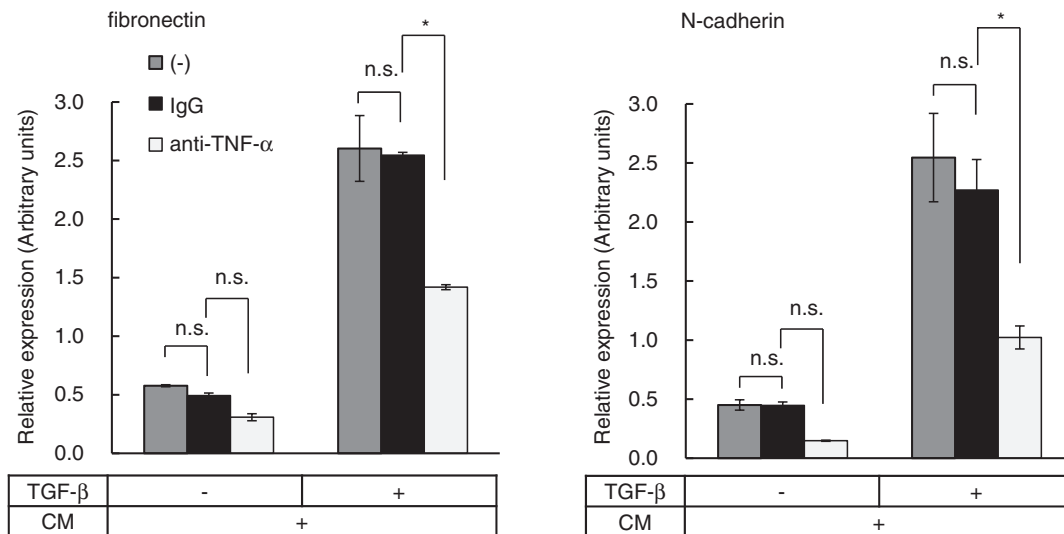 fibronectin
(-)
IgG
anti-TNF-α
n.s.
*
n.s.
n.s.
Relative expression (Arbitrary units)
3.0
2.5
2.0
1.5
1.0
0.5
0.0
TGF-β - +
CM +
N-cadherin
n.s.
*
n.s.
n.s.
Relative expression (Arbitrary units)
3.0
2.5
2.0
1.5
1.0
0.5
0.0
TGF-β - +
CM +